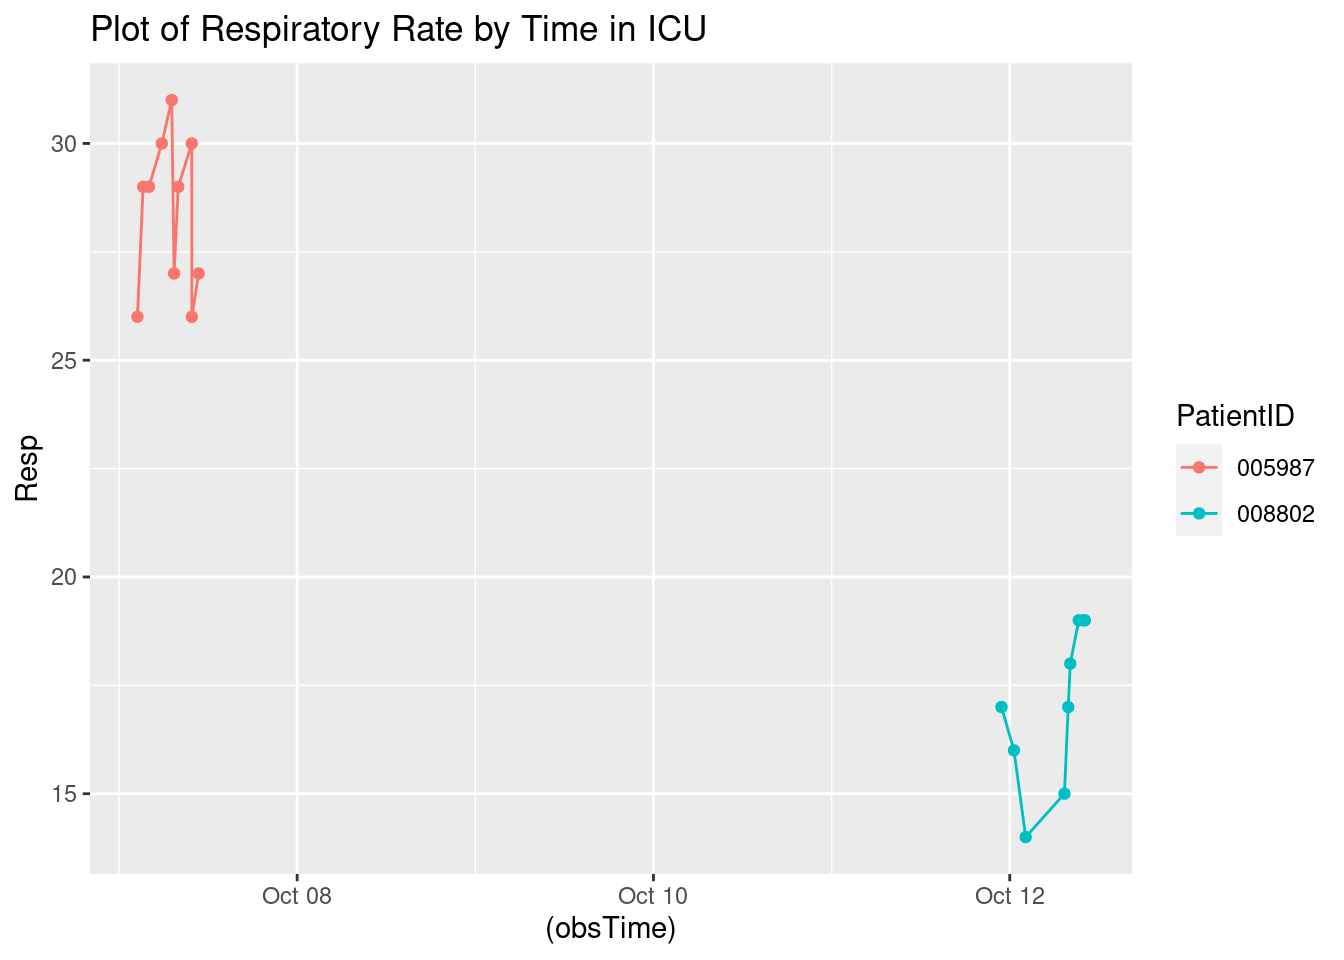 Plot of Respiratory Rate by Time in ICU
30
25
20
15
Resp
Oct 08
Oct 10
Oct 12
(obsTime)
PatientID
005987
008802